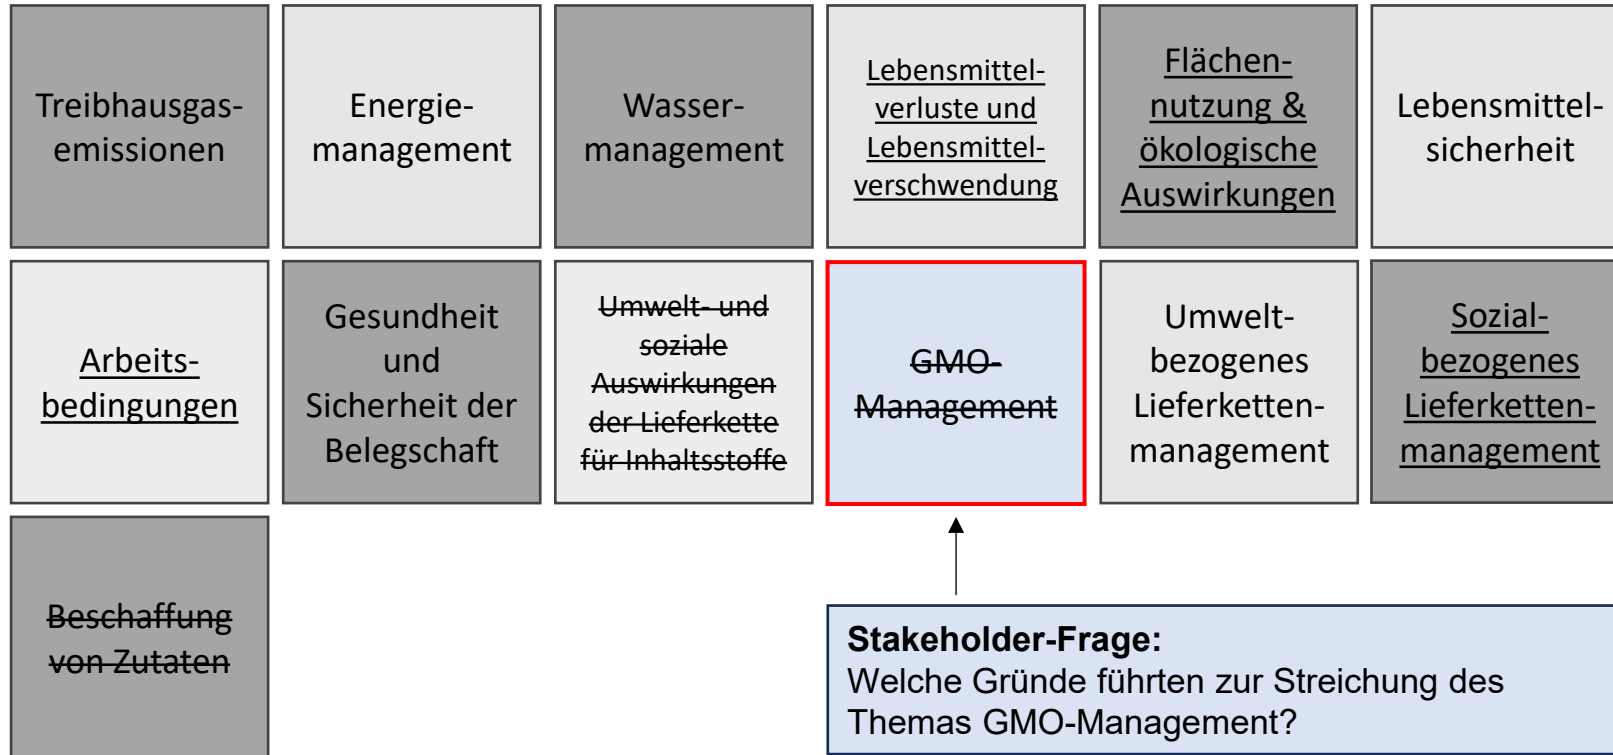 Treibhausgas-
emissionen
Energie-
management
Wasser-
management
Lebensmittel-
verluste und
Lebensmittel-
verschwendung
Flächen-
nutzung &
ökologische
Auswirkungen
Lebensmittel-
sicherheit
Arbeits-
bedingungen
Gesundheit
und
Sicherheit der
Belegschaft
Umwelt- und
soziale
Auswirkungen
der Lieferkette
für Inhaltsstoffe
GMO-
Management
Umwelt-
bezogenes
Lieferketten-
management
Sozial-
bezogenes
Lieferketten-
management
Beschaffung
von Zutaten
Stakeholder-Frage:
Welche Gründe führten zur Streichung des
Themas GMO-Management?